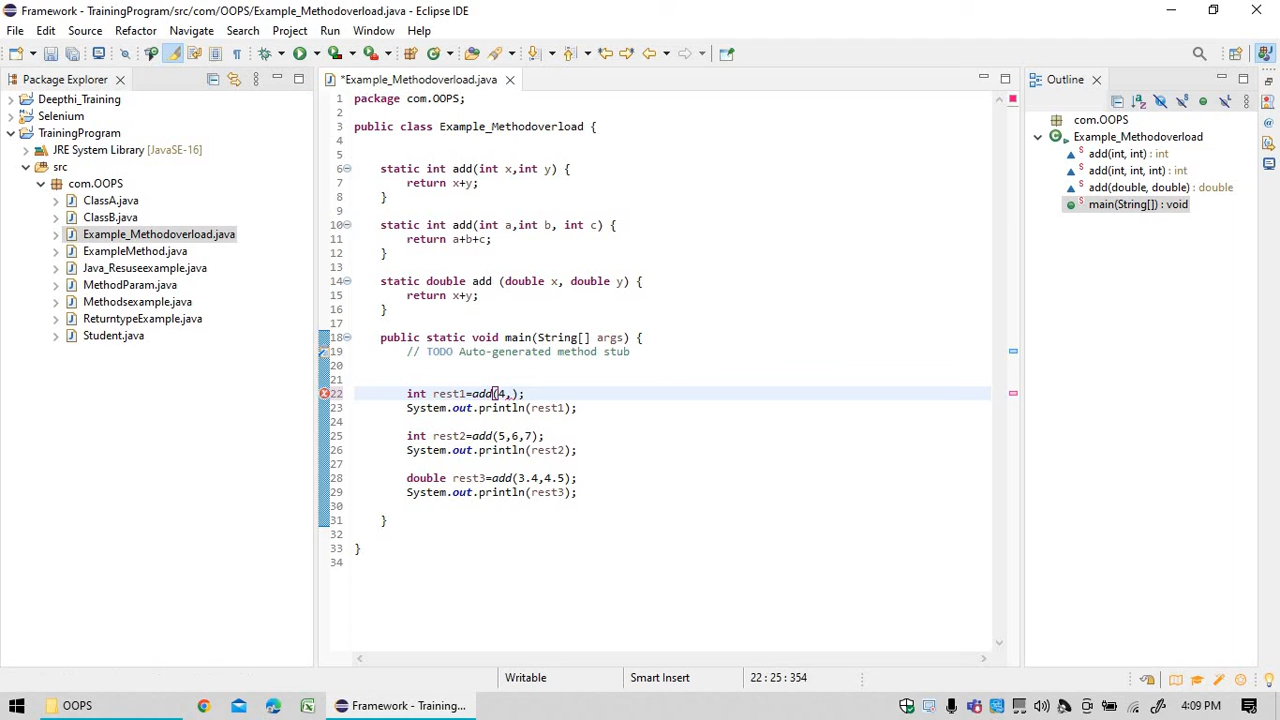 Framework - TrainingProgram/src/com/OOPS/Example_Methodoverload.java - Eclipse IDE
File Edit Source Refactor Navigate Search Project Run Window Help
Package Explorer
Deepthi_Training
Selenium
TrainingProgram
JRE System Library [JavaSE-16]
src
com.OOPS
ClassA.java
ClassB.java
Example_Methodoverload.java
ExampleMethod.java
Java_Resuseexample.java
MethodParam.java
Methodsexample.java
ReturntypeExample.java
Student.java
*Example_Methodoverload.java
1 package com.OOPS;
2
3 public class Example_Methodoverload {
4
5
6 static int add(int x,int y) {
7 return x+y;
8 }
9
10 static int add(int a,int b, int c) {
11 return a+b+c;
12 }
13
14 static double add (double x, double y) {
15 return x+y;
16 }
17
18 public static void main(String[] args) {
19 // TODO Auto-generated method stub
20
21
22 int rest1=add(4,);
23 System.out.println(rest1);
24
25 int rest2=add(5,6,7);
26 System.out.println(rest2);
27
28 double rest3=add(3.4,4.5);
29 System.out.println(rest3);
30
31 }
32
33 }
34
Outline
com.OOPS
Example_Methodoverload
add(int, int) : int
add(int, int, int) : int
add(double, double) : double
main(String[]) : void
Writable Smart Insert 22 : 25 : 354
OOPS
Framework - Training...
4:09 PM